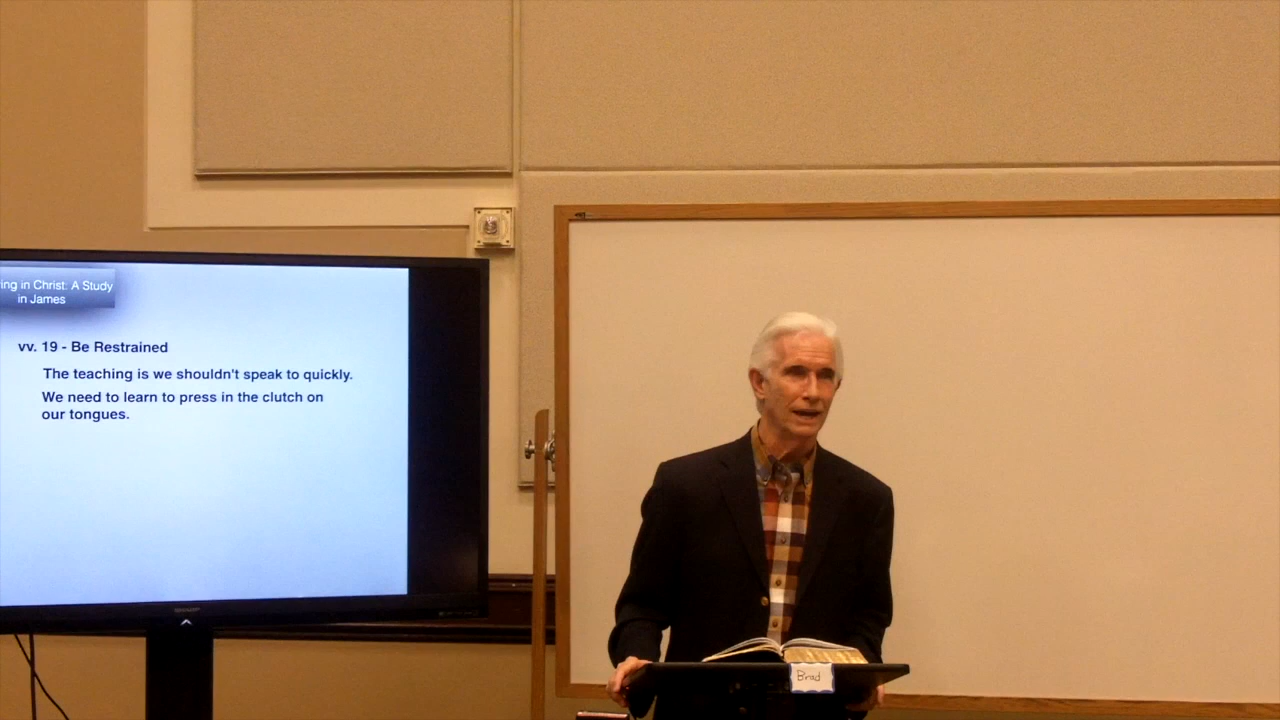 ing in Christ: A Study
in James
vv. 19 - Be Restrained
The teaching is we shouldn't speak to quickly.
We need to learn to press in the clutch on
our tongues.
SHARP
Brad